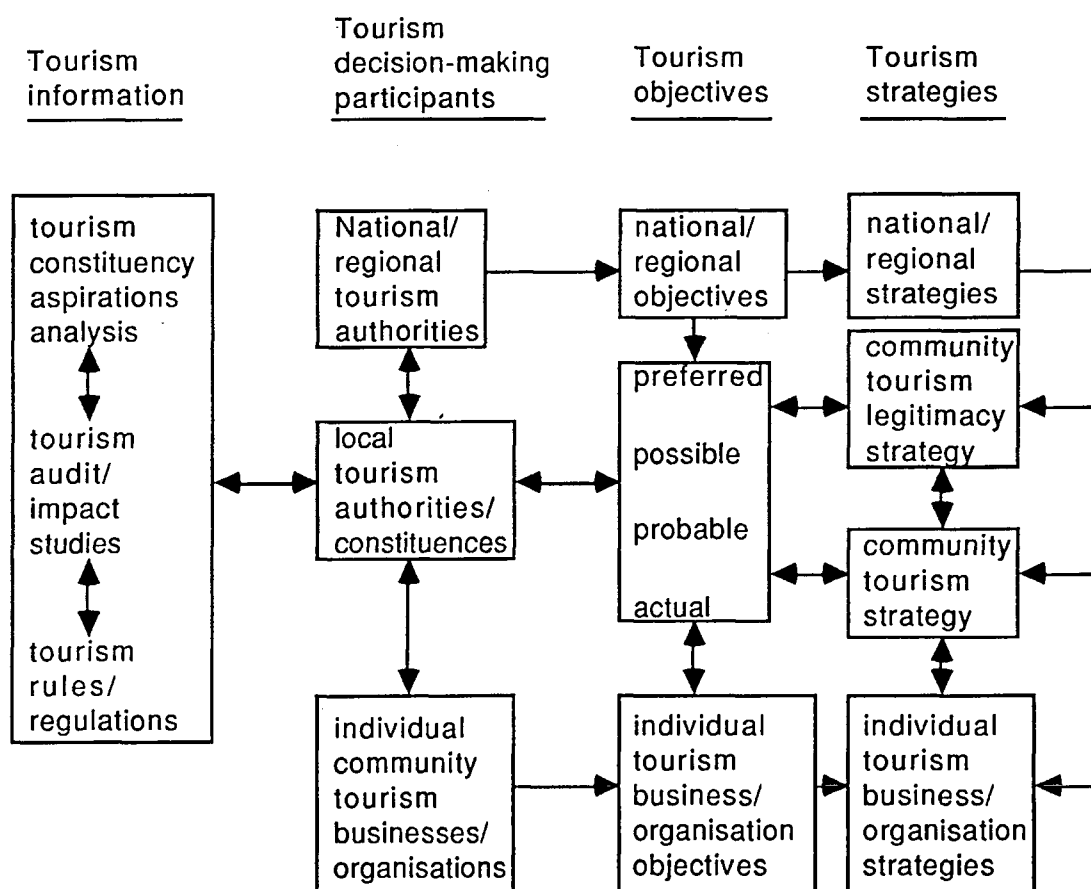 Tourism
information
Tourism
decision-making
participants
Tourism
objectives
Tourism
strategies
tourism
constituency
aspirations
analysis
tourism
audit/
impact
studies
tourism
rules/
regulations
National/
regional
tourism
authorities
local
tourism
authorities/
constituences
individual
community
tourism
businesses/
organisations
national/
regional
objectives
preferred
possible
probable
actual
individual
tourism
business/
organisation
objectives
national/
regional
strategies
community
tourism
legitimacy
strategy
community
tourism
strategy
individual
tourism
business/
organisation
strategies